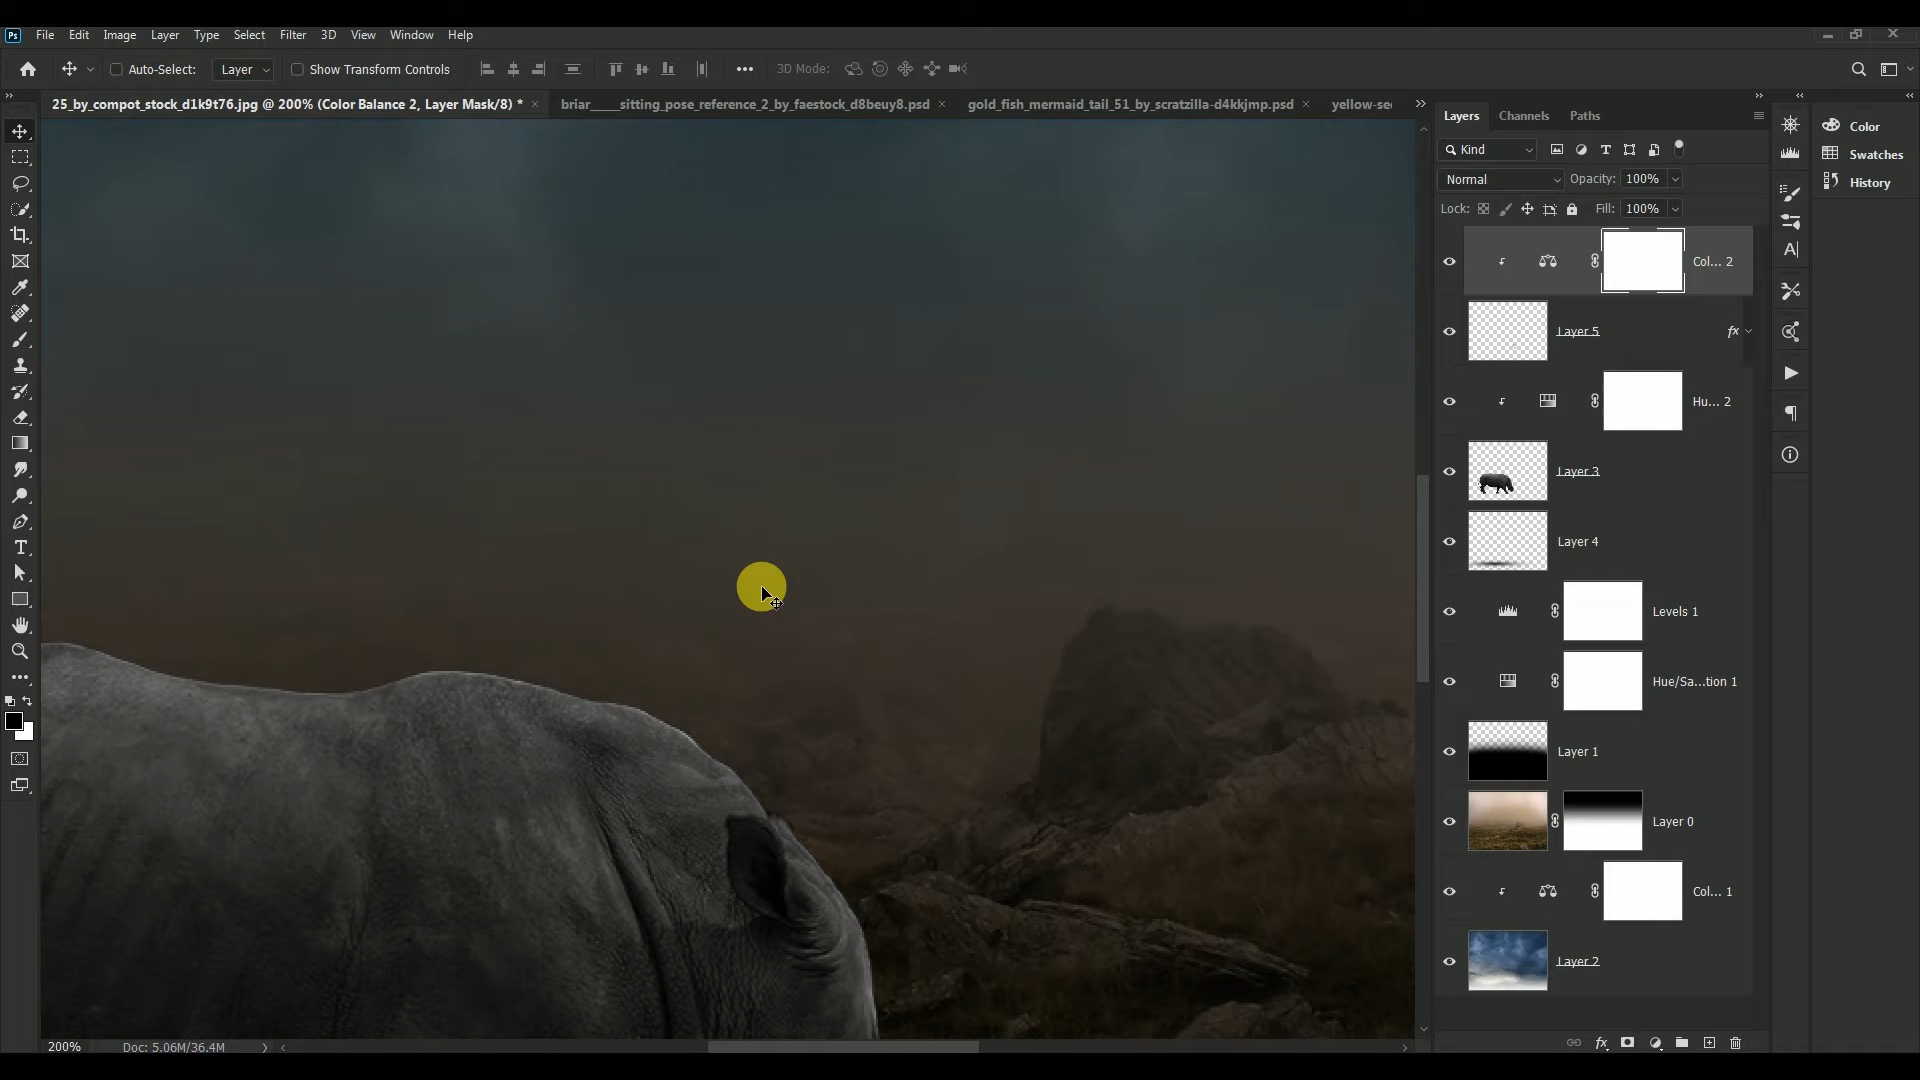 Ps File Edit Image Layer Type Select Filter 3D View Window Help
Auto-Select: Layer Show Transform Controls ••• 3D Mode:
25_by_compot_stock_d1k9t76.jpg @ 200% (Color Balance 2, Layer Mask/8) * briar____sitting_pose_reference_2_by_faestock_d8beuy8.psd gold_fish_mermaid_tail_51_by_scratzilla-d4kkjmp.psd yellow-see
Layers Channels Paths
Color
Swatches
History
Kind
Normal Opacity: 100%
Lock: Fill: 100%
Col... 2
Layer 5 fx
Hu... 2
Layer 3
Layer 4
Levels 1
Hue/Sa...tion 1
Layer 1
Layer 0
Col... 1
Layer 2
200% Doc: 5.06M/36.4M
fx